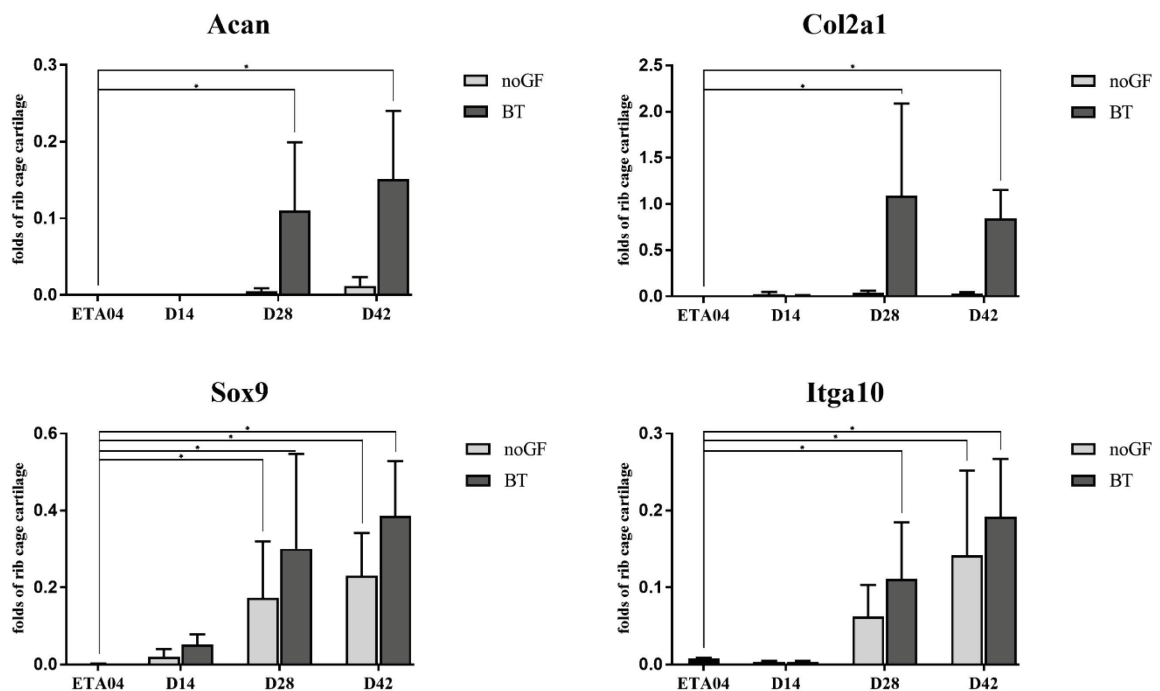 Acan
folds of rib cage cartilage
0.3
0.2
0.1
0.0
*
*
ETA04 D14 D28 D42
noGF
BT
Col2a1
folds of rib cage cartilage
2.5
2.0
1.5
1.0
0.5
0.0
*
*
ETA04 D14 D28 D42
noGF
BT
Sox9
folds of rib cage cartilage
0.6
0.4
0.2
0.0
*
*
*
*
ETA04 D14 D28 D42
noGF
BT
Itga10
folds of rib cage cartilage
0.3
0.2
0.1
0.0
*
*
*
ETA04 D14 D28 D42
noGF
BT